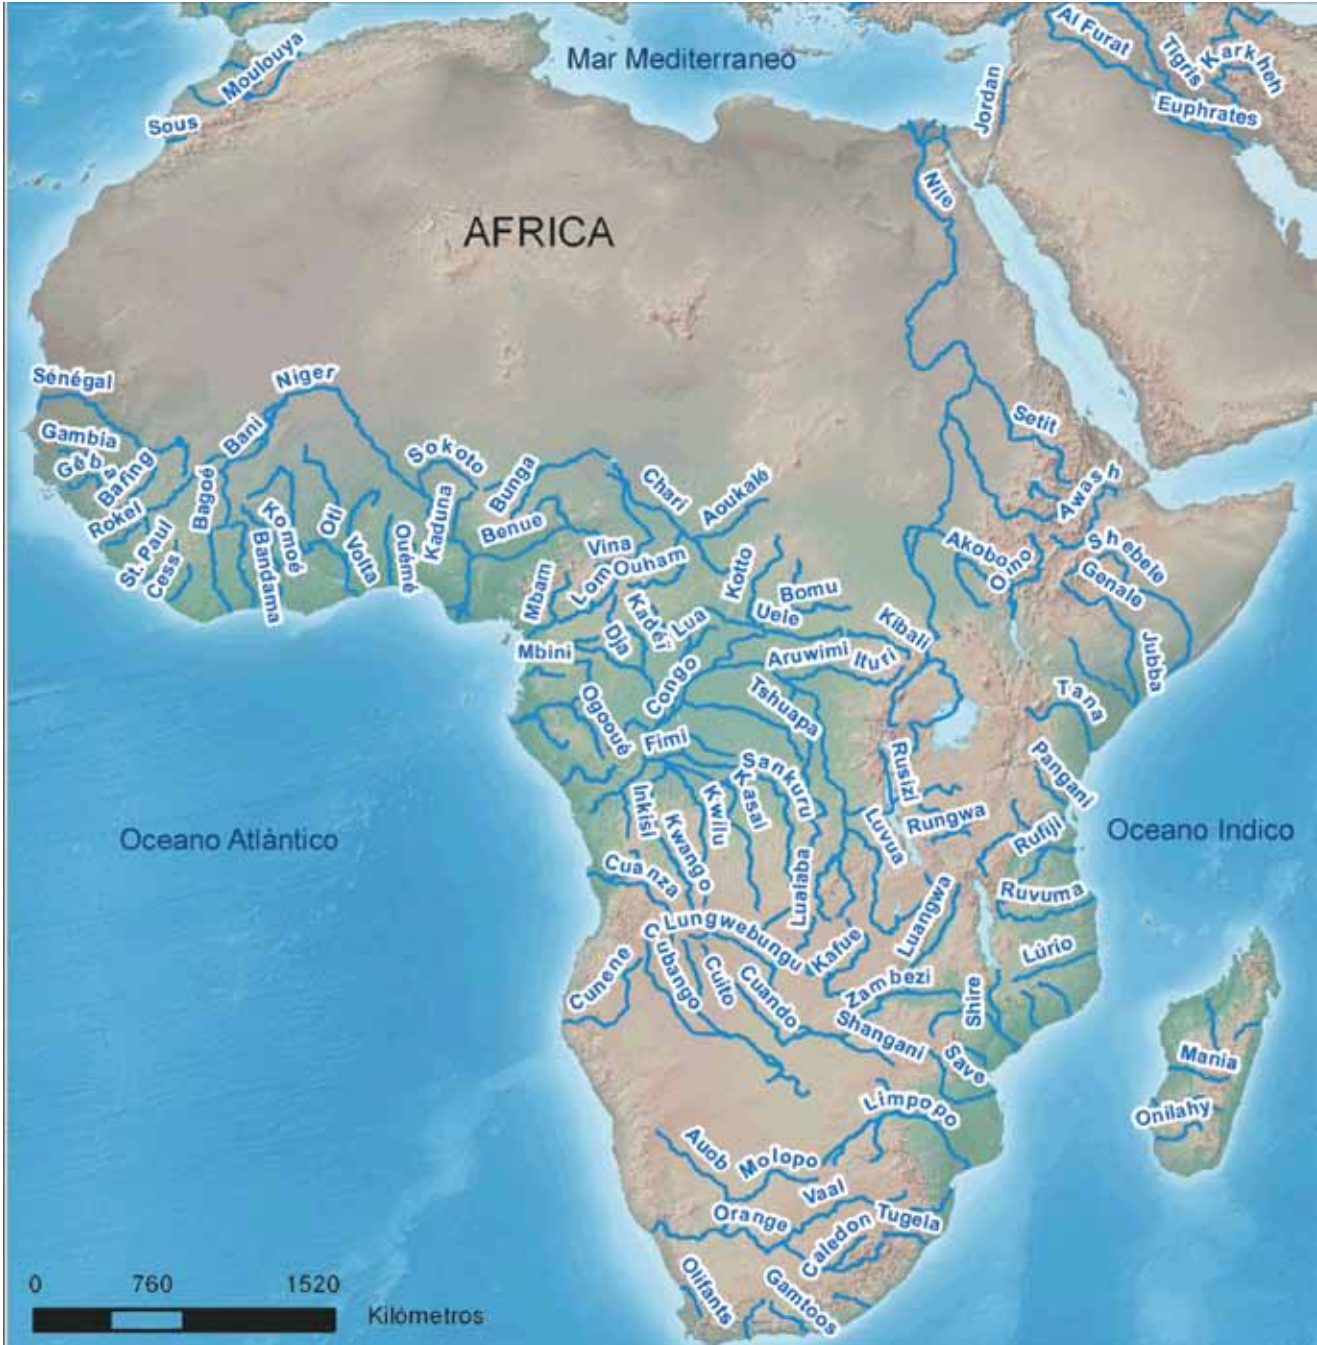 Mar Mediterraneo
Al Furat
Tigris
Karkheh
Euphrates
Jordan
Moulouya
Sous
Nile
AFRICA
Sénégal
Niger
Gambia
Géba
Bafing
Rokel
St. Paul
Cess
Bagoé
Bani
Bandama
Komoé
Oti
Volta
Ouémé
Kaduna
Sokoto
Bunga
Benue
Chari
Aoukalé
Setit
Awash
Shebele
Genale
Jubba
Akobo
Omo
Vina
Ouham
Lom
Mbam
Kotto
Bomu
Uele
Kadéi
Lua
Dja
Mbini
Congo
Aruwimi
Ituri
Kibali
Tshuapa
Ogooué
Fimi
Sankuru
Kasai
Kwilu
Kwango
Inkisi
Rusizi
Rungwa
Luvua
Tana
Pangani
Rufiji
Ruvuma
Lúrio
Oceano Atlàntico
Oceano Indico
Cuanza
Lualaba
Luangwa
Lungwebungu
Kafue
Cubango
Cuito
Cuando
Cunene
Zambezi
Shire
Shangani
Save
Mania
Onilahy
Limpopo
Auob
Molopo
Vaal
Orange
Caledon
Tugela
Olifants
Gamtoos
0 760 1520
Kilómetros